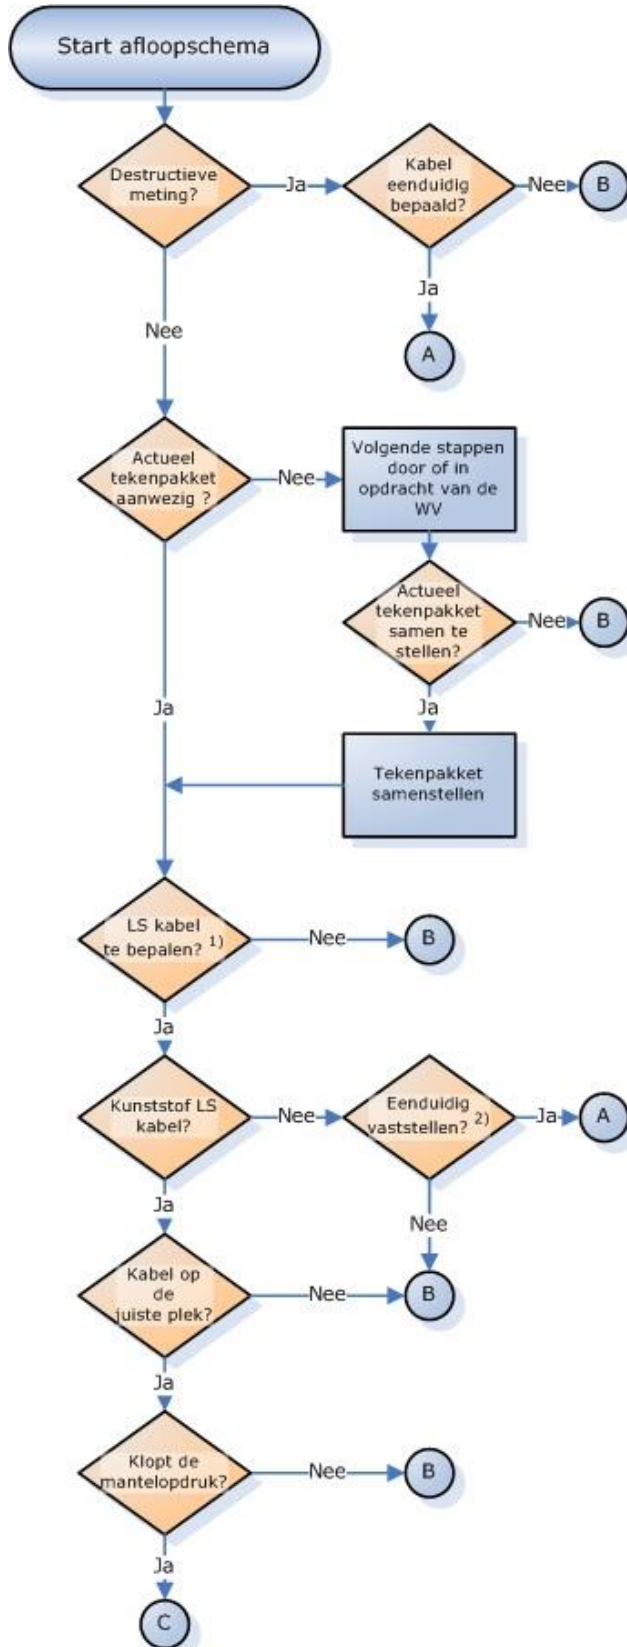 Start afloopschema
Destructieve
meting?
Ja
Kabel
eenduidig
bepaald?
Nee
B
Ja
A
Nee
Actueel
tekenpakket
aanwezig ?
Nee
Volgende stappen
door of in
opdracht van de
WV
Actueel
tekenpakket
samen te
stellen?
Nee
B
Ja
Ja
Tekenpakket
samenstellen
LS kabel
te bepalen? 1)
Nee
B
Ja
Kunststof LS
kabel?
Nee
Eenduidig
vaststellen? 2)
Ja
A
Ja
Nee
Kabel op
de
juiste plek?
Nee
B
Ja
Klopt de
mantelopdruk?
Nee
B
Ja
C